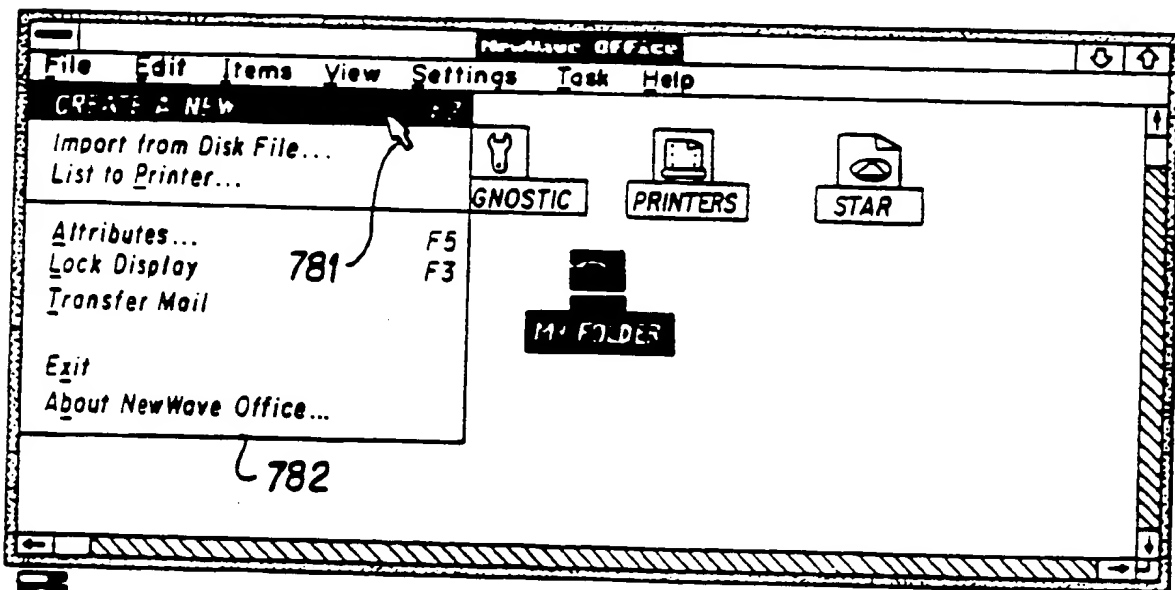 NewWave Office
File Edit Items View Settings Task Help
CREATE A NEW
Import from Disk File...
List to Printer...
Attributes... F5
Lock Display F3
Transfer Mail
Exit
About NewWave Office...
GNOSTIC PRINTERS STAR
MY FOLDER
781
782